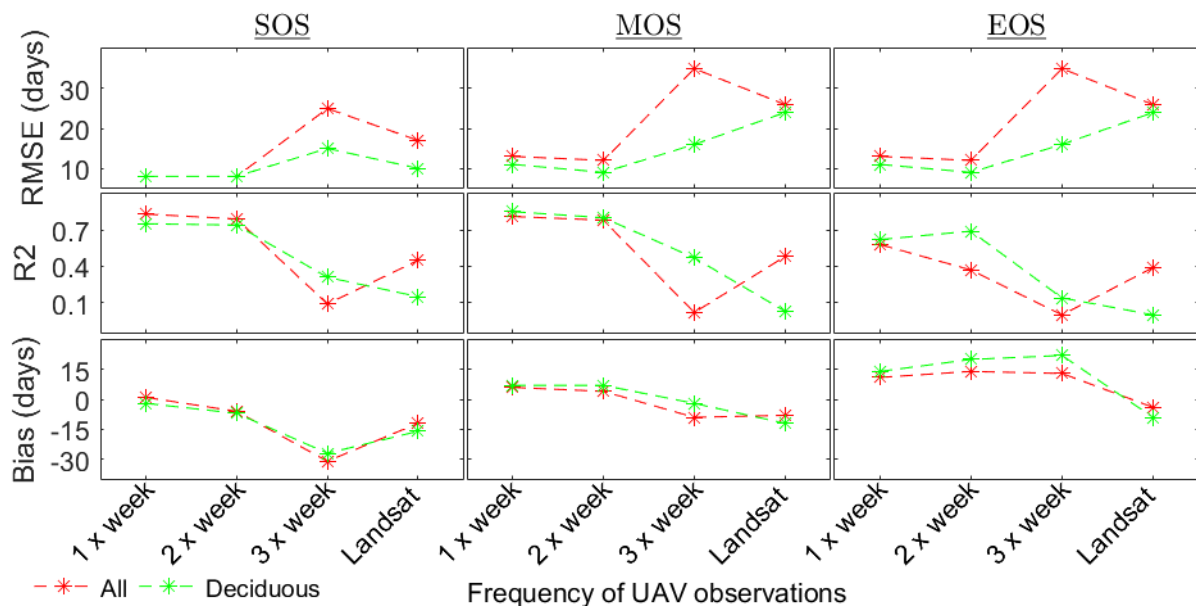 SOS MOS EOS
RMSE (days)
30
20
10
R2
0.7
0.4
0.1
Bias (days)
15
0
-15
-30
1 x week 2 x week 3 x week Landsat 1 x week 2 x week 3 x week Landsat 1 x week 2 x week 3 x week Landsat
All Deciduous
Frequency of UAV observations